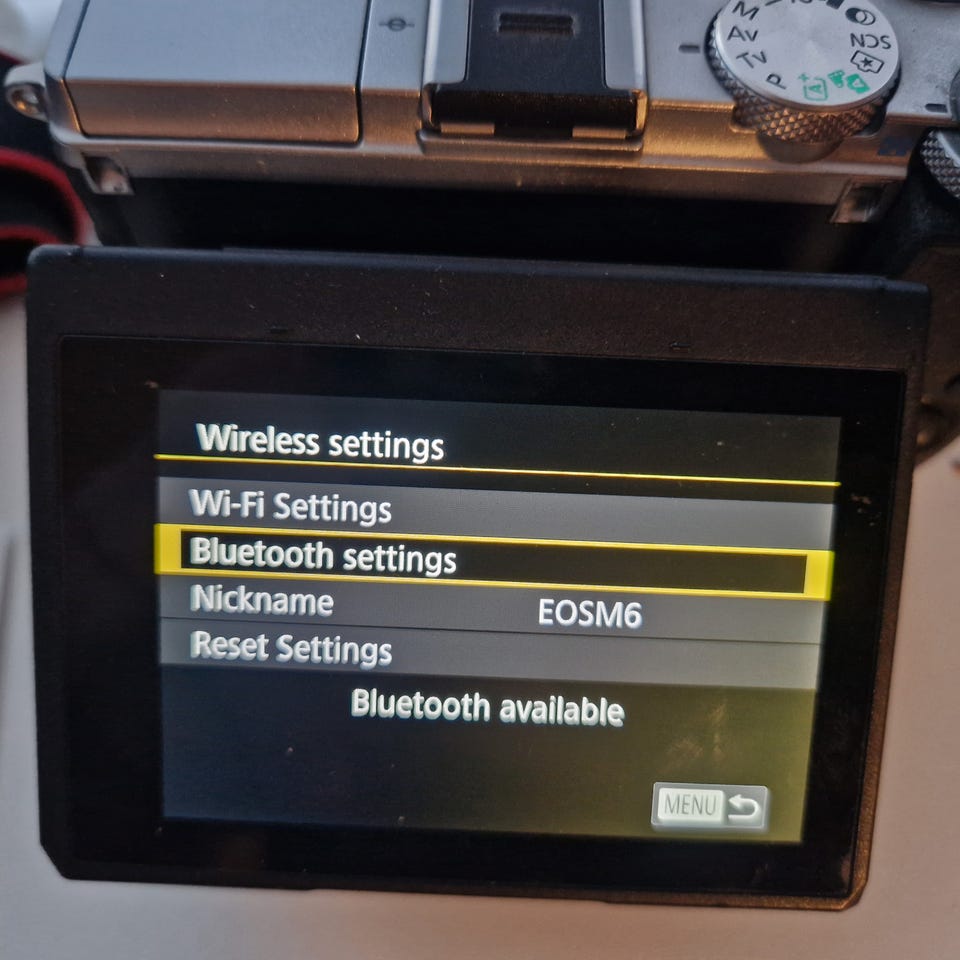 M
Av
Tv
P
SCN
A+
Wireless settings
Wi-Fi Settings
Bluetooth settings
Nickname EOSM6
Reset Settings
Bluetooth available
MENU